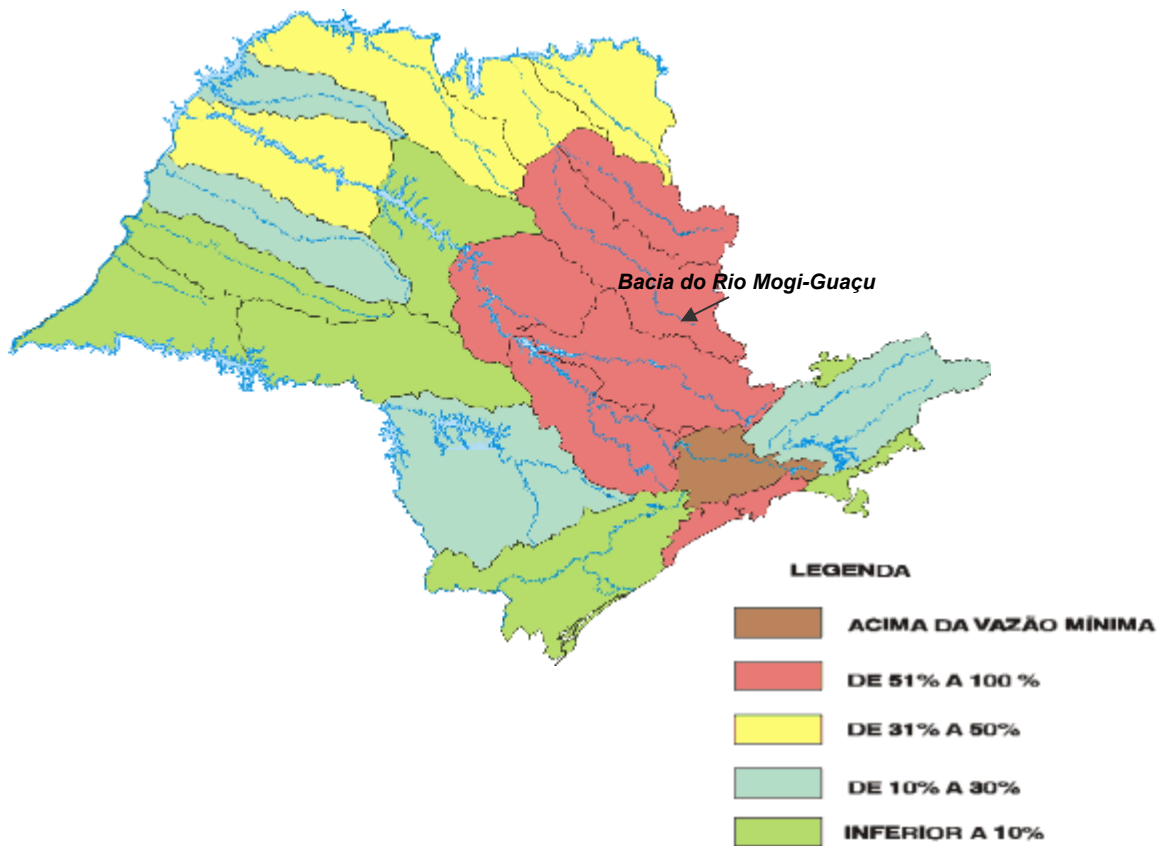 Bacia do Rio Mogi-Guaçu
LEGENDA
ACIMA DA VAZÃO MÍNIMA
DE 51% A 100 %
DE 31% A 50%
DE 10% A 30%
INFERIOR A 10%